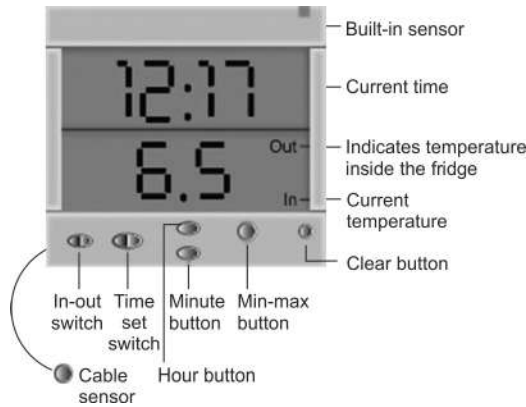 Built-in sensor
12:17
Current time
Out
Indicates temperature
inside the fridge
6.5
In
Current
temperature
Clear button
In-out
switch
Time
set
switch
Minute
button
Min-max
button
Hour button
Cable
sensor